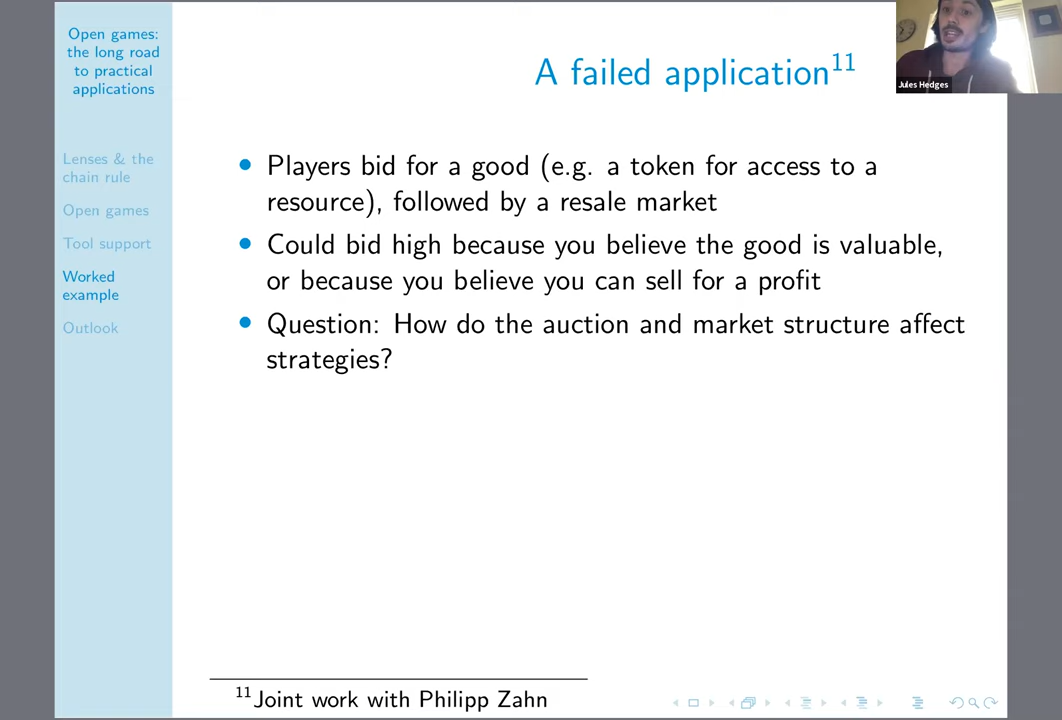 Open games:
the long road
to practical
applications
Lenses & the
chain rule
Open games
Tool support
Worked
example
Outlook
A failed application11
Jules Hedges
• Players bid for a good (e.g. a token for access to a
resource), followed by a resale market
• Could bid high because you believe the good is valuable,
or because you believe you can sell for a profit
• Question: How do the auction and market structure affect
strategies?
11Joint work with Philipp Zahn